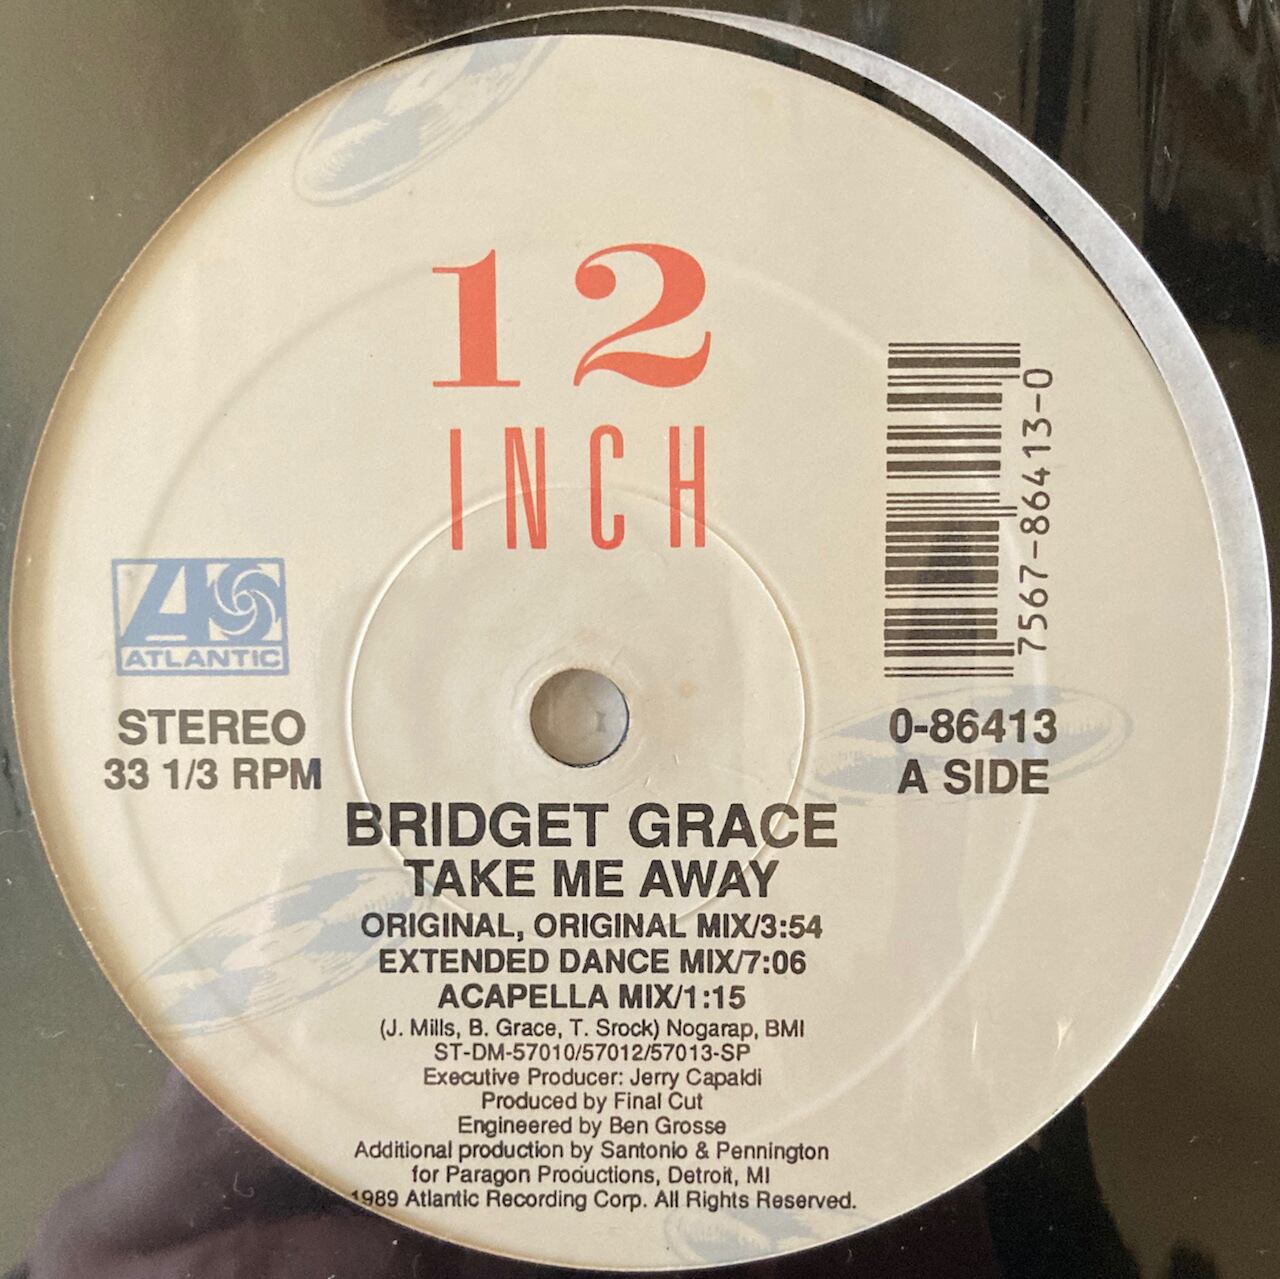 12
INCH
7567-86413-0
ATLANTIC
STEREO
33 1/3 RPM
0-86413
A SIDE
BRIDGET GRACE
TAKE ME AWAY
ORIGINAL, ORIGINAL MIX/3:54
EXTENDED DANCE MIX/7:06
ACAPELLA MIX/1:15
(J. Mills, B. Grace, T. Srock) Nogarap, BMI
ST-DM-57010/57012/57013-SP
Executive Producer: Jerry Capaldi
Produced by Final Cut
Engineered by Ben Grosse
Additional production by Santonio & Pennington
for Paragon Productions, Detroit, MI
1989 Atlantic Recording Corp. All Rights Reserved.